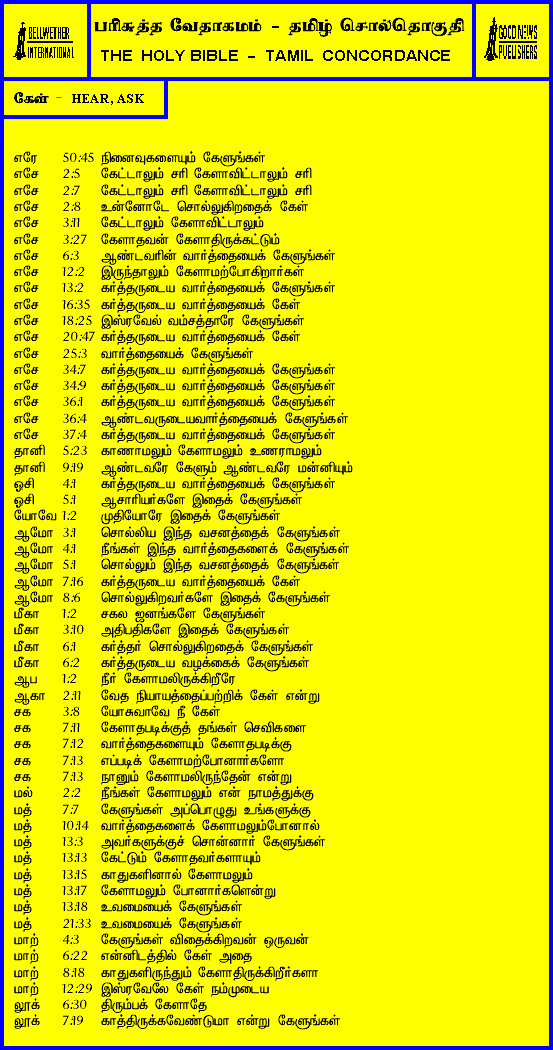 BELLWETHER
INTERNATIONAL
பரிசுத்த வேதாகமம் - தமிழ் சொல்தொகுதி
THE HOLY BIBLE - TAMIL CONCORDANCE
GOOD NEWS
PUBLISHERS
கேள் - HEAR, ASK
எரே 50:45 நினைவுகளையும் கேளுங்கள்
எசே 2:5 கேட்டாலும் சரி கேளாவிட்டாலும் சரி
எசே 2:7 கேட்டாலும் சரி கேளாவிட்டாலும் சரி
எசே 2:8 உன்னோடே சொல்லுகிறதைக் கேள்
எசே 3:11 கேட்டாலும் கேளாவிட்டாலும்
எசே 3:27 கேளாதவன் கேளாதிருக்கட்டும்
எசே 6:3 ஆண்டவரின் வார்த்தையைக் கேளுங்கள்
எசே 12:2 இருந்தாலும் கேளாமற்போகிறார்கள்
எசே 13:2 கர்த்தருடைய வார்த்தையைக் கேளுங்கள்
எசே 16:35 கர்த்தருடைய வார்த்தையைக் கேள்
எசே 18:25 இஸ்ரவேல் வம்சத்தாரே கேளுங்கள்
எசே 20:47 கர்த்தருடைய வார்த்தையைக் கேள்
எசே 25:3 வார்த்தையைக் கேளுங்கள்
எசே 34:7 கர்த்தருடைய வார்த்தையைக் கேளுங்கள்
எசே 34:9 கர்த்தருடைய வார்த்தையைக் கேளுங்கள்
எசே 36:1 கர்த்தருடைய வார்த்தையைக் கேளுங்கள்
எசே 36:4 ஆண்டவருடையவார்த்தையைக் கேளுங்கள்
எசே 37:4 கர்த்தருடைய வார்த்தையைக் கேளுங்கள்
தானி 5:23 காணாமலும் கேளாமலும் உணராமலும்
தானி 9:19 ஆண்டவரே கேளும் ஆண்டவரே மன்னியும்
ஓசி 4:1 கர்த்தருடைய வார்த்தையைக் கேளுங்கள்
ஓசி 5:1 ஆசாரியர்களே இதைக் கேளுங்கள்
யோவே 1:2 முதியோரே இதைக் கேளுங்கள்
ஆமோ 3:1 சொல்லிய இந்த வசனத்தைக் கேளுங்கள்
ஆமோ 4:1 நீங்கள் இந்த வார்த்தைகளைக் கேளுங்கள்
ஆமோ 5:1 சொல்லும் இந்த வசனத்தைக் கேளுங்கள்
ஆமோ 7:16 கர்த்தருடைய வார்த்தையைக் கேள்
ஆமோ 8:6 சொல்லுகிறவர்களே இதைக் கேளுங்கள்
மீகா 1:2 சகல ஜனங்களே கேளுங்கள்
மீகா 3:10 அதிபதிகளே இதைக் கேளுங்கள்
மீகா 6:1 கர்த்தர் சொல்லுகிறதைக் கேளுங்கள்
மீகா 6:2 கர்த்தருடைய வழக்கைக் கேளுங்கள்
ஆப 1:2 நீர் கேளாமலிருக்கிறீரே
ஆகா 2:11 வேத நியாயத்தைப்பற்றிக் கேள் என்று
சக 3:8 யோசுவாவே நீ கேள்
சக 7:11 கேளாதபடிக்குத் தங்கள் செவிகளை
சக 7:12 வார்த்தைகளையும் கேளாதபடிக்கு
சக 7:13 எப்படிக் கேளாமற்போனார்களோ
சக 7:13 நானும் கேளாமலிருந்தேன் என்று
மல் 2:2 நீங்கள் கேளாமலும் என் நாமத்துக்கு
மத் 7:7 கேளுங்கள் அப்பொழுது உங்களுக்கு
மத் 10:14 வார்த்தைகளைக் கேளாமலும்போனால்
மத் 13:3 அவர்களுக்குச் சொன்னார் கேளுங்கள்
மத் 13:13 கேட்டும் கேளாதவர்களாயும்
மத் 13:15 காதுகளினால் கேளாமலும்
மத் 13:17 கேளாமலும் போனார்களென்று
மத் 13:18 உவமையைக் கேளுங்கள்
மத் 21:33 உவமையைக் கேளுங்கள்
மாற் 4:3 கேளுங்கள் விதைக்கிறவன் ஒருவன்
மாற் 6:22 என்னிடத்தில் கேள் அதை
மாற் 8:18 காதுகளிருந்தும் கேளாதிருக்கிறீர்களா
மாற் 12:29 இஸ்ரவேலே கேள் நம்முடைய
லூக் 6:30 திரும்பக் கேளாதே
லூக் 7:19 காத்திருக்கவேண்டுமா என்று கேளுங்கள்